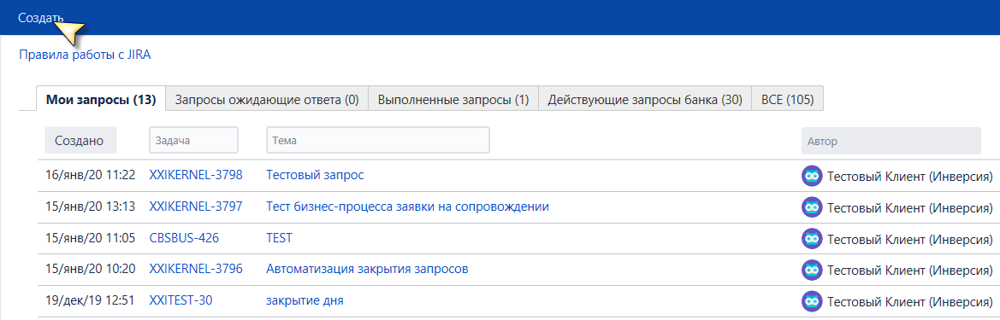 Создать
Правила работы с JIRA
Мои запросы (13) Запросы ожидающие ответа (0) Выполненные запросы (1) Действующие запросы банка (30) ВСЕ (105)
Создано Задача Тема Автор
16/янв/20 11:22 XXIKERNEL-3798 Тестовый запрос Тестовый Клиент (Инверсия)
15/янв/20 13:13 XXIKERNEL-3797 Тест бизнес-процесса заявки на сопровождении Тестовый Клиент (Инверсия)
15/янв/20 11:05 CBSBUS-426 TEST Тестовый Клиент (Инверсия)
15/янв/20 10:20 XXIKERNEL-3796 Автоматизация закрытия запросов Тестовый Клиент (Инверсия)
19/дек/19 12:51 XXITEST-30 закрытие дня Тестовый Клиент (Инверсия)